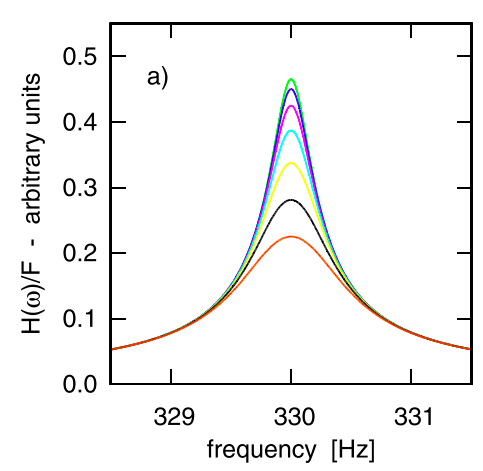 a)
H(ω)/F - arbitrary units
0.5
0.4
0.3
0.2
0.1
0.0
329 330 331
frequency [Hz]